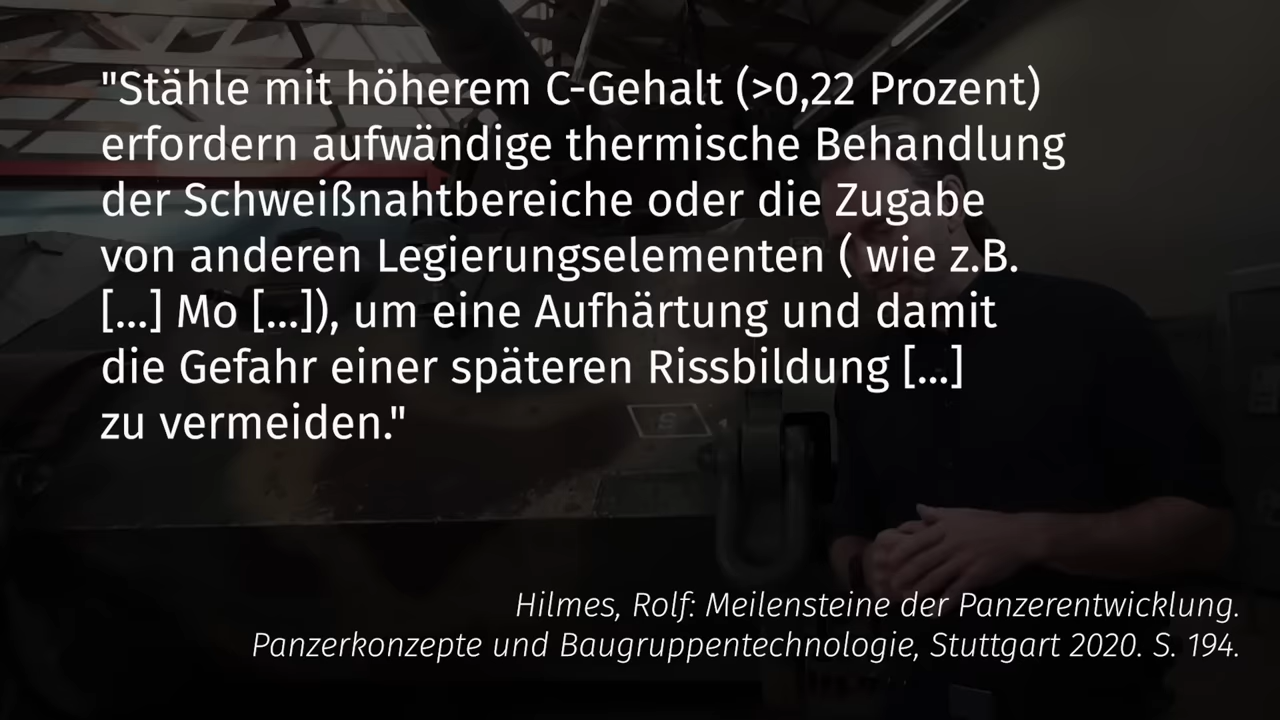 "Stähle mit höherem C-Gehalt (>0,22 Prozent)
erfordern aufwändige thermische Behandlung
der Schweißnahtbereiche oder die Zugabe
von anderen Legierungselementen ( wie z.B.
[...] Mo [...]), um eine Aufhärtung und damit
die Gefahr einer späteren Rissbildung [...]
zu vermeiden."
S
Hilmes, Rolf: Meilensteine der Panzerentwicklung.
Panzerkonzepte und Baugruppentechnologie, Stuttgart 2020. S. 194.